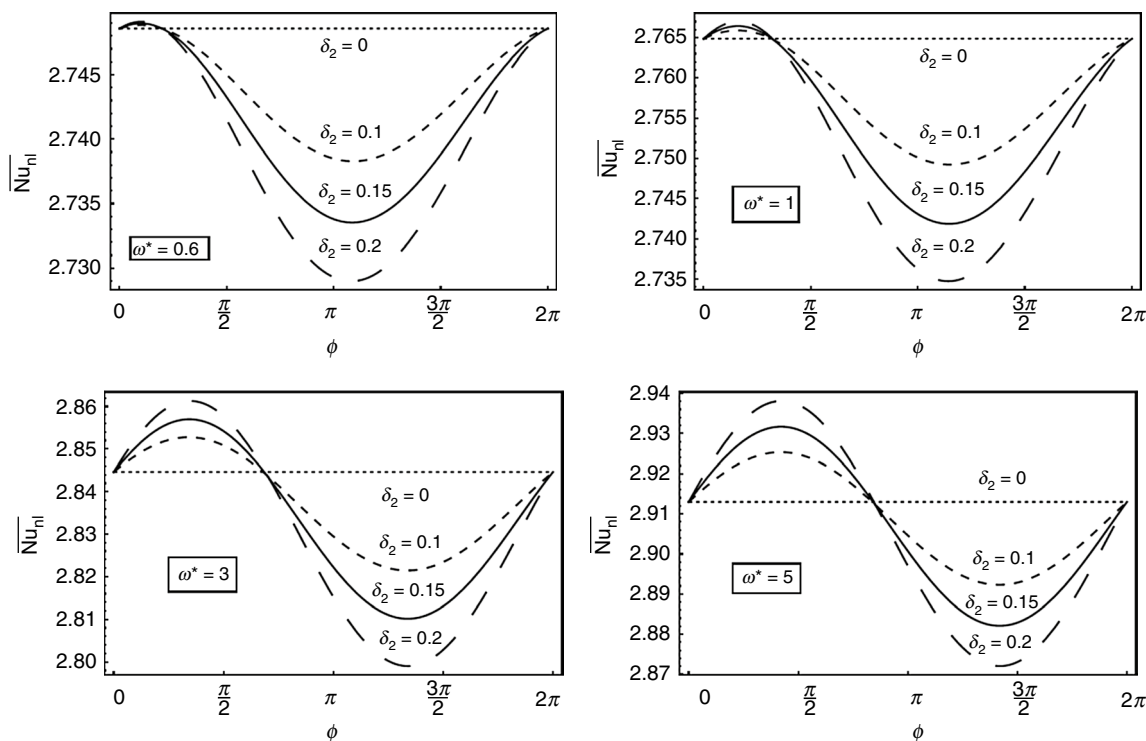 2.745
2.740
2.735
2.730
Nu_nl
δ₂ = 0
δ₂ = 0.1
δ₂ = 0.15
δ₂ = 0.2
ω* = 0.6
0 π/2 π 3π/2 2π
ϕ
2.765
2.760
2.755
2.750
2.745
2.740
2.735
Nu_nl
δ₂ = 0
δ₂ = 0.1
δ₂ = 0.15
δ₂ = 0.2
ω* = 1
0 π/2 π 3π/2 2π
ϕ
2.86
2.85
2.84
2.83
2.82
2.81
2.80
Nu_nl
δ₂ = 0
δ₂ = 0.1
δ₂ = 0.15
δ₂ = 0.2
ω* = 3
0 π/2 π 3π/2 2π
ϕ
2.94
2.93
2.92
2.91
2.90
2.89
2.88
2.87
Nu_nl
δ₂ = 0
δ₂ = 0.1
δ₂ = 0.15
δ₂ = 0.2
ω* = 5
0 π/2 π 3π/2 2π
ϕ